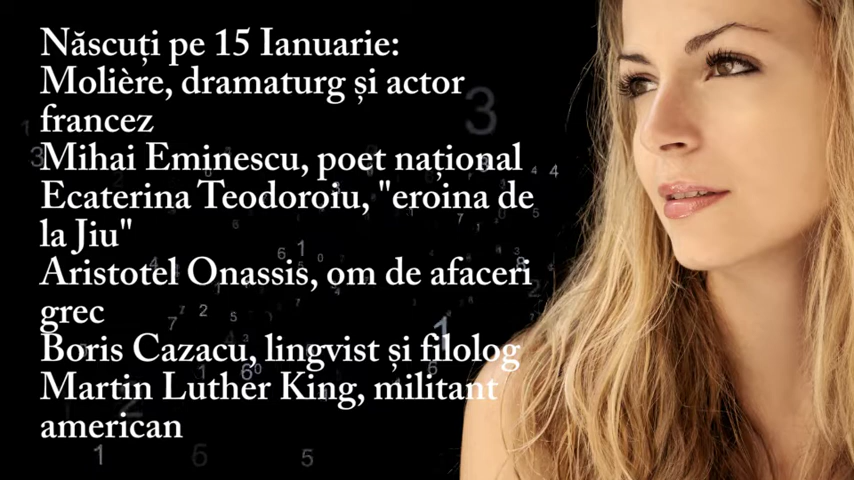 Născuți pe 15 Ianuarie:
Molière, dramaturg și actor
francez
Mihai Eminescu, poet național
Ecaterina Teodoroiu, "eroina de
la Jiu"
Aristotel Onassis, om de afaceri
grec
Boris Cazacu, lingvist și filolog
Martin Luther King, militant
american